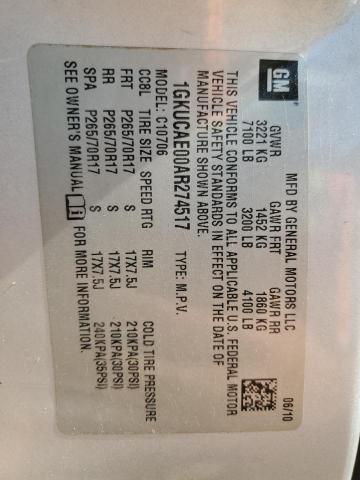 GM
MFD BY GENERAL MOTORS LLC
06/10
GVWR GAWR FRT GAWR RR
3221 KG 1452 KG 1860 KG
7100 LB 3200 LB 4100 LB
THIS VEHICLE CONFORMS TO ALL APPLICABLE U.S. FEDERAL MOTOR
VEHICLE SAFETY STANDARDS IN EFFECT ON THE DATE OF
MANUFACTURE SHOWN ABOVE.
1GKUCAE00AR274517 TYPE: M.P.V.
MODEL: C10706
CC8L TIRE SIZE SPEED RTG RIM COLD TIRE PRESSURE
FRT P265/70R17 S 17X7.5J 210KPA(30PSI)
RR P265/70R17 S 17X7.5J 210KPA(30PSI)
SPA P265/70R17 S 17X7.5J 240KPA(35PSI)
SEE OWNER'S MANUAL FOR MORE INFORMATION.